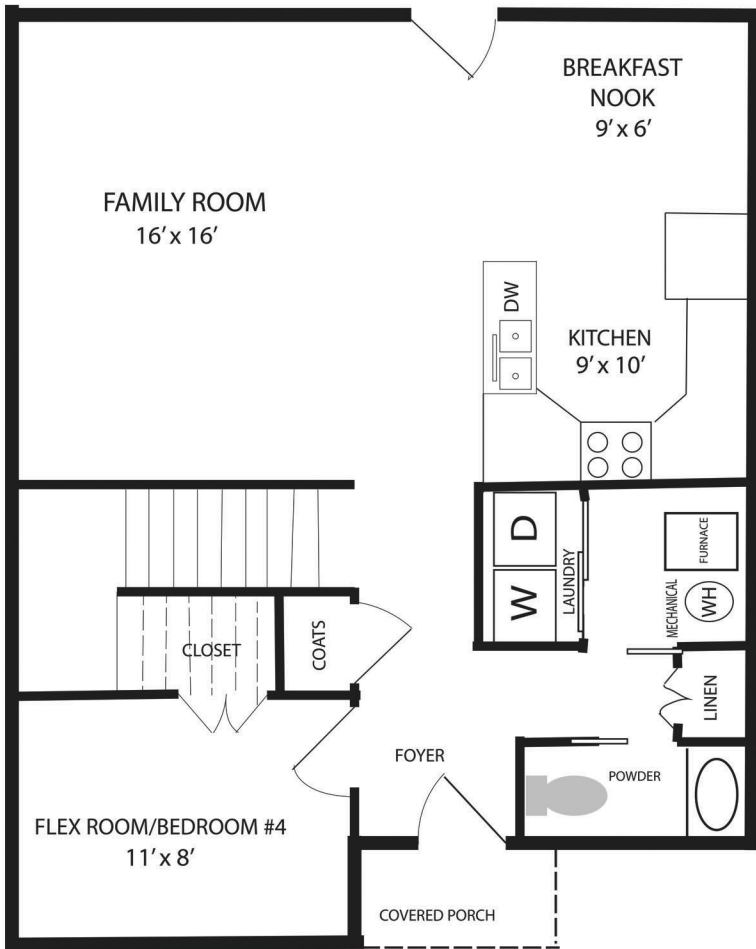 BREAKFAST
NOOK
9’ x 6’
FAMILY ROOM
16’ x 16’
DW
KITCHEN
9’ x 10’
D
W
LAUNDRY
FURNACE
MECHANICAL
WH
CLOSET
COATS
LINEN
FOYER
POWDER
FLEX ROOM/BEDROOM #4
11’ x 8’
COVERED PORCH